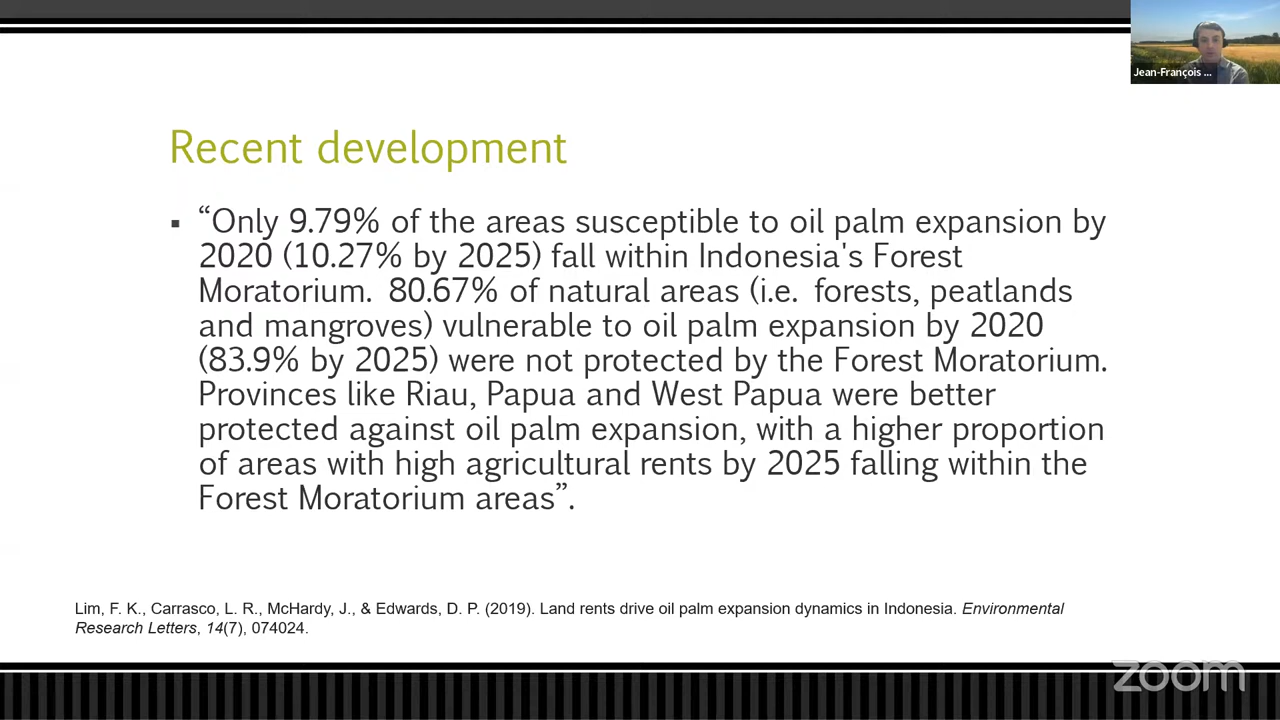 Jean-François ...
Recent development
▪ “Only 9.79% of the areas susceptible to oil palm expansion by
2020 (10.27% by 2025) fall within Indonesia's Forest
Moratorium. 80.67% of natural areas (i.e. forests, peatlands
and mangroves) vulnerable to oil palm expansion by 2020
(83.9% by 2025) were not protected by the Forest Moratorium.
Provinces like Riau, Papua and West Papua were better
protected against oil palm expansion, with a higher proportion
of areas with high agricultural rents by 2025 falling within the
Forest Moratorium areas”.
Lim, F. K., Carrasco, L. R., McHardy, J., & Edwards, D. P. (2019). Land rents drive oil palm expansion dynamics in Indonesia. Environmental
Research Letters, 14(7), 074024.
zoom